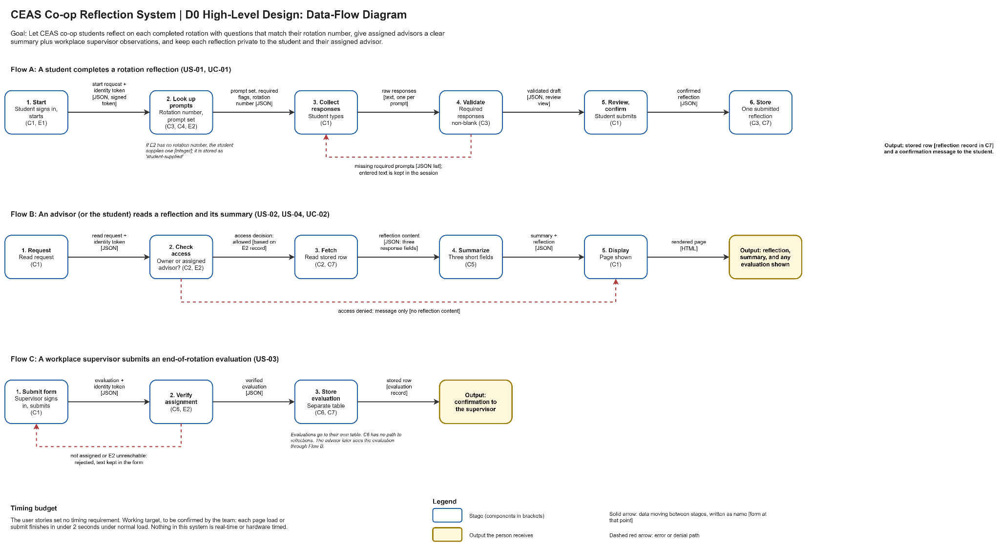 CEAS Co-op Reflection System | D0 High-Level Design: Data-Flow Diagram
Goal: Let CEAS co-op students reflect on each completed rotation with questions that match their rotation number, give assigned advisors a clear
summary plus workplace supervisor observations, and keep each reflection private to the student and their assigned advisor.
Flow A: A student completes a rotation reflection (US-01, UC-01)
1. Start
Student signs in,
starts
(C1, E1)
start request +
identity token
[JSON, signed
token]
2. Look up
prompts
Rotation number,
prompt set
(C3, C4, E2)
If E2 has no rotation number, the student
supplies one [integer]; it is stored as
'student-supplied'
prompt set, required
flags, rotation
number [JSON]
3. Collect
responses
Student types
(C1)
raw responses
[text, one per
prompt]
4. Validate
Required
responses
non-blank (C3)
missing required prompts [JSON list];
entered text is kept in the session
validated draft
[JSON, review
view]
5. Review,
confirm
Student submits
(C1)
confirmed
reflection
[JSON]
6. Store
One submitted
reflection
(C3, C7)
Output: stored row [reflection record in C7]
and a confirmation message to the student.
Flow B: An advisor (or the student) reads a reflection and its summary (US-02, US-04, UC-02)
1. Request
Read request
(C1)
read request +
identity token
[JSON]
2. Check
access
Owner or assigned
advisor? (C2, E2)
access decision:
allowed [based on
E2 record]
3. Fetch
Read stored row
(C2, C7)
reflection content
[JSON: three
response fields]
4. Summarize
Three short fields
(C5)
summary +
reflection
[JSON]
5. Display
Page shown
(C1)
rendered page
[HTML]
Output: reflection,
summary, and any
evaluation shown
access denied: message only [no reflection content]
Flow C: A workplace supervisor submits an end-of-rotation evaluation (US-03)
1. Submit form
Supervisor signs
in, submits
(C1)
evaluation +
identity token
[JSON]
2. Verify
assignment
(C6, E2)
not assigned or E2 unreachable:
rejected, text kept in the form
verified
evaluation
[JSON]
3. Store
evaluation
Separate table
(C6, C7)
Evaluations go to their own table. C6 has no path to
reflections. The advisor later sees the evaluation
through Flow B.
stored row
[evaluation
record]
Output:
confirmation to
the supervisor
Timing budget
The user stories set no timing requirement. Working target, to be confirmed by the team: each page load or
submit finishes in under 2 seconds under normal load. Nothing in this system is real-time or hardware timed.
Legend
Stage (components in brackets)
Output the person receives
Solid arrow: data moving between stages, written as name [form at
that point]
Dashed red arrow: error or denial path